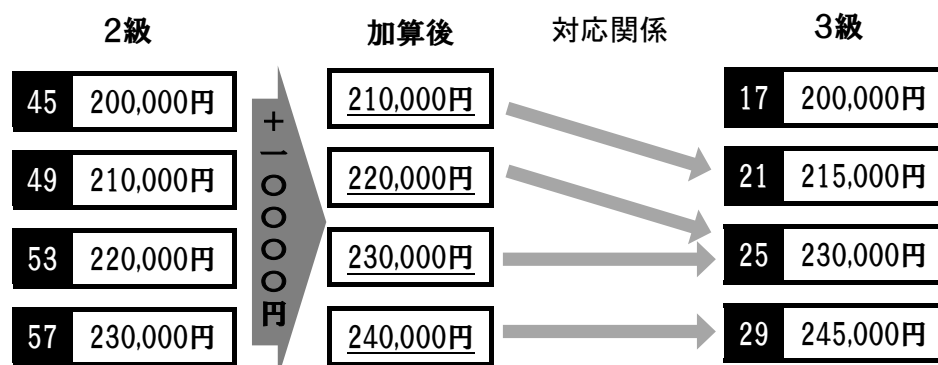 2級 加算後 対応関係 3級
45 200,000円 210,000円 17 200,000円
49 210,000円 220,000円 21 215,000円
53 220,000円 230,000円 25 230,000円
57 230,000円 240,000円 29 245,000円
＋一〇〇〇〇円